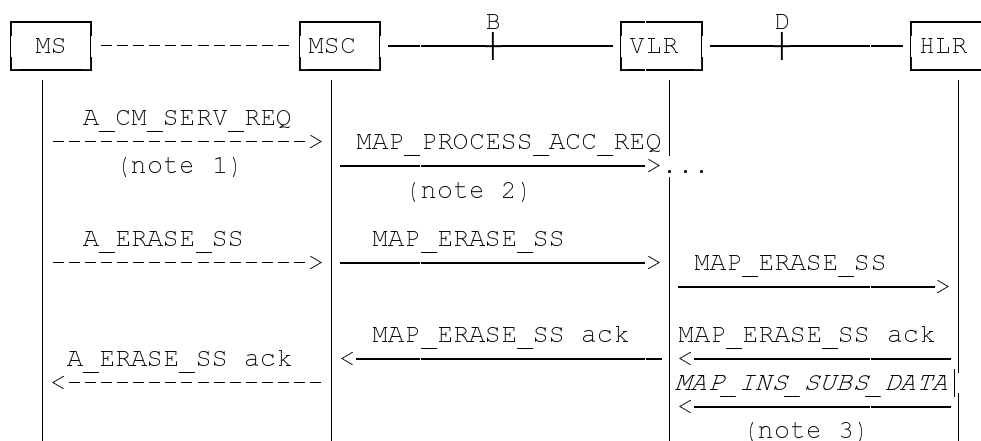 B D
MS MSC VLR HLR
A_CM_SERV_REQ
(note 1)
MAP_PROCESS_ACC_REQ
...
(note 2)
A_ERASE_SS MAP_ERASE_SS
MAP_ERASE_SS
MAP_ERASE_SS ack MAP_ERASE_SS ack
A_ERASE_SS ack
MAP_INS_SUBS_DATA
(note 3)